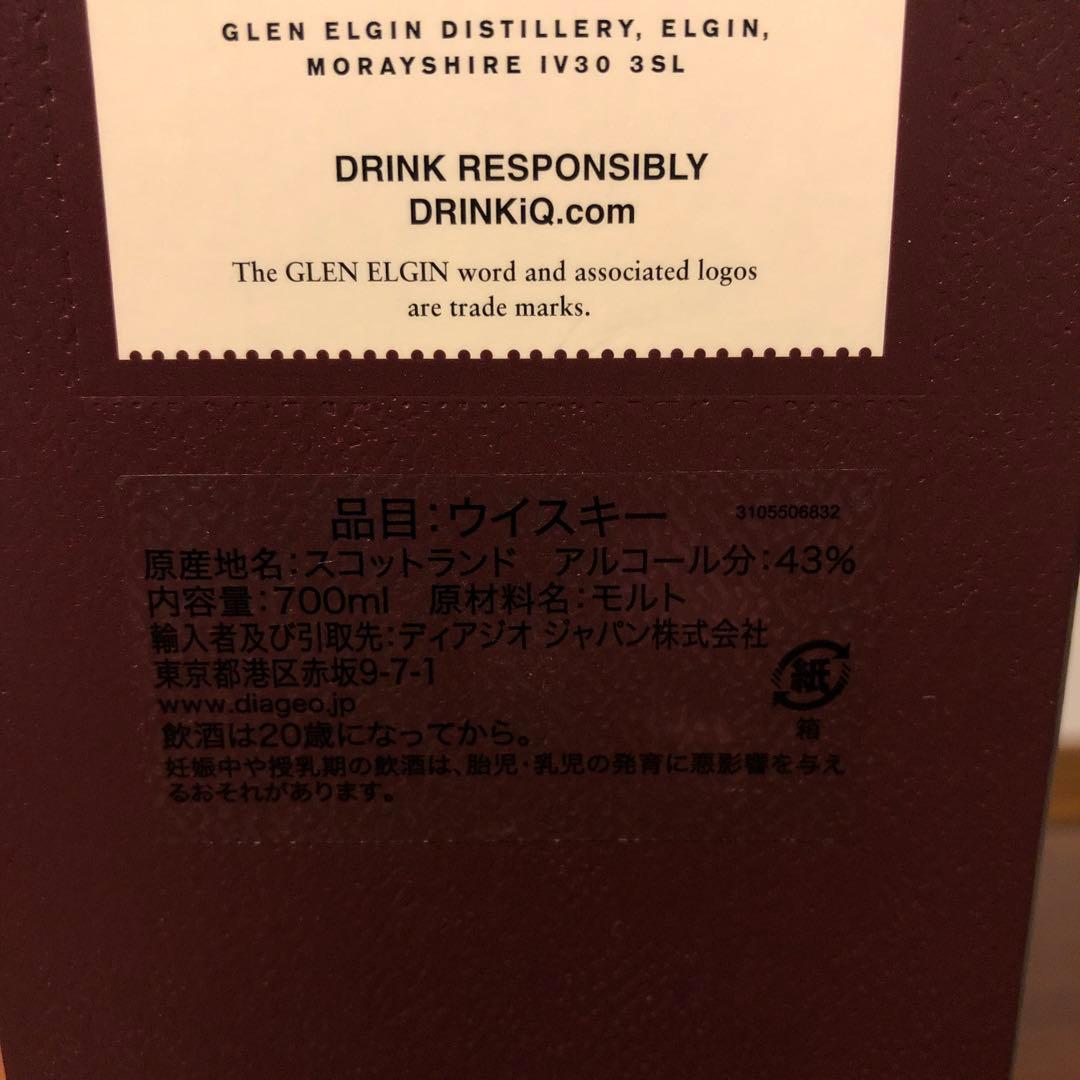 GLEN ELGIN DISTILLERY, ELGIN,
MORAYSHIRE IV30 3SL
DRINK RESPONSIBLY
DRINKiQ.com
The GLEN ELGIN word and associated logos
are trade marks.
品目:ウイスキー 3105506832
原産地名:スコットランド アルコール分:43%
内容量:700ml 原材料名:モルト
輸入者及び引取先:ディアジオ ジャパン株式会社
東京都港区赤坂9-7-1
www.diageo.jp
紙
箱
飲酒は20歳になってから。
妊娠中や授乳期の飲酒は、胎児・乳児の発育に悪影響を与え
るおそれがあります。